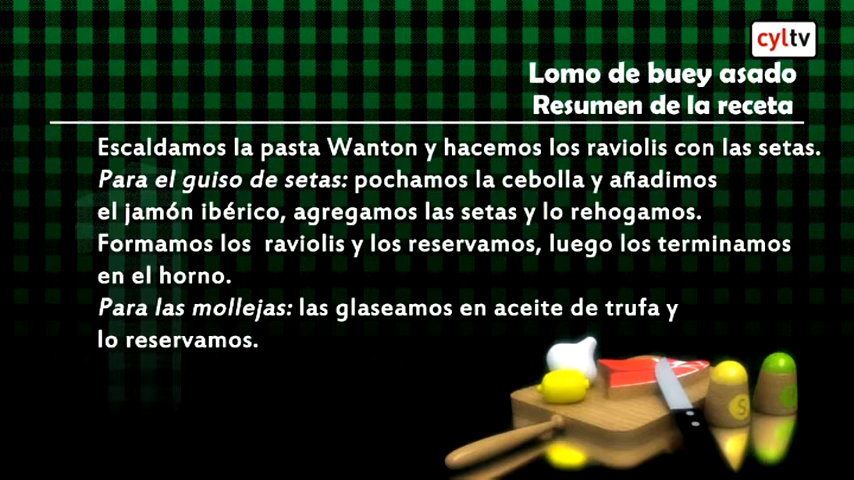 cyltv
Lomo de buey asado
Resumen de la receta
Escaldamos la pasta Wanton y hacemos los raviolis con las setas.
Para el guiso de setas: pochamos la cebolla y añadimos
el jamón ibérico, agregamos las setas y lo rehogamos.
Formamos los raviolis y los reservamos, luego los terminamos
en el horno.
Para las mollejas: las glaseamos en aceite de trufa y
lo reservamos.
S